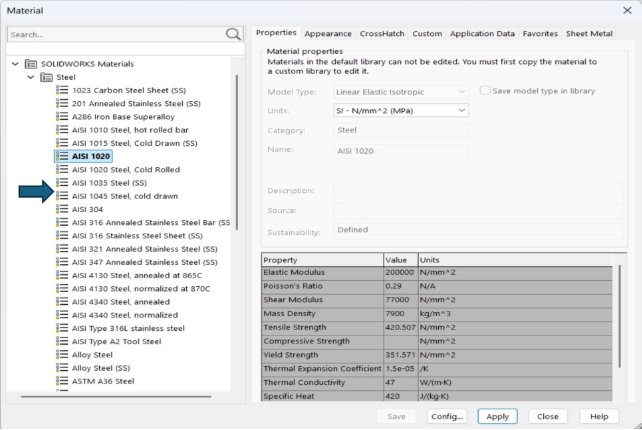 Material
Search...
SOLIDWORKS Materials
Steel
1023 Carbon Steel Sheet (SS)
201 Annealed Stainless Steel (SS)
A286 Iron Base Superalloy
AISI 1010 Steel, hot rolled bar
AISI 1015 Steel, Cold Drawn (SS)
AISI 1020
AISI 1020 Steel, Cold Rolled
AISI 1035 Steel (SS)
AISI 1045 Steel, cold drawn
AISI 304
AISI 316 Annealed Stainless Steel Bar (SS
AISI 316 Stainless Steel Sheet (SS)
AISI 321 Annealed Stainless Steel (SS)
AISI 347 Annealed Stainless Steel (SS)
AISI 4130 Steel, annealed at 865C
AISI 4130 Steel, normalized at 870C
AISI 4340 Steel, annealed
AISI 4340 Steel, normalized
AISI Type 316L stainless steel
AISI Type A2 Tool Steel
Alloy Steel
Alloy Steel (SS)
ASTM A36 Steel
Properties Appearance CrossHatch Custom Application Data Favorites Sheet Metal
Material properties
Materials in the default library can not be edited. You must first copy the material to
a custom library to edit it.
Model Type: Linear Elastic Isotropic Save model type in library
Units: SI - N/mm^2 (MPa)
Category: Steel
Name: AISI 1020
Description:
Source:
Sustainability: Defined
Property Value Units
Elastic Modulus 200000 N/mm^2
Poisson's Ratio 0.29 N/A
Shear Modulus 77000 N/mm^2
Mass Density 7900 kg/m^3
Tensile Strength 420.507 N/mm^2
Compressive Strength N/mm^2
Yield Strength 351.571 N/mm^2
Thermal Expansion Coefficient 1.5e-05 /K
Thermal Conductivity 47 W/(m·K)
Specific Heat 420 J/(kg·K)
Save Config... Apply Close Help